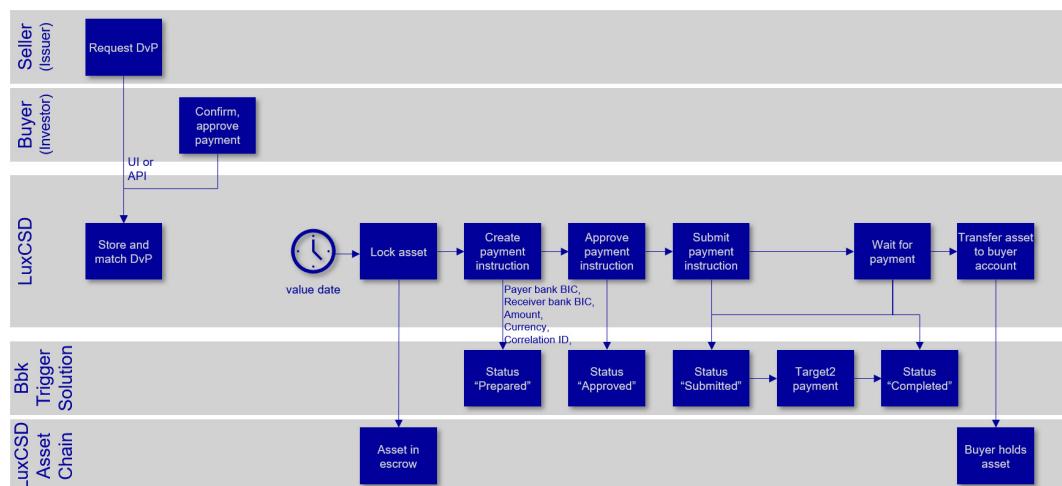 Seller
(Issuer)
Request DvP
Buyer
(Investor)
Confirm,
approve
payment
UI or
API
LuxCSD
Store and
match DvP
value date
Lock asset
Create
payment
instruction
Approve
payment
instruction
Submit
payment
instruction
Wait for
payment
Transfer asset
to buyer
account
Payer bank BIC,
Receiver bank BIC,
Amount,
Currency,
Correlation ID,
Bbk
Trigger
Solution
Status
“Prepared”
Status
“Approved”
Status
“Submitted”
Target2
payment
Status
“Completed”
LuxCSD
Asset
Chain
Asset in
escrow
Buyer holds
asset